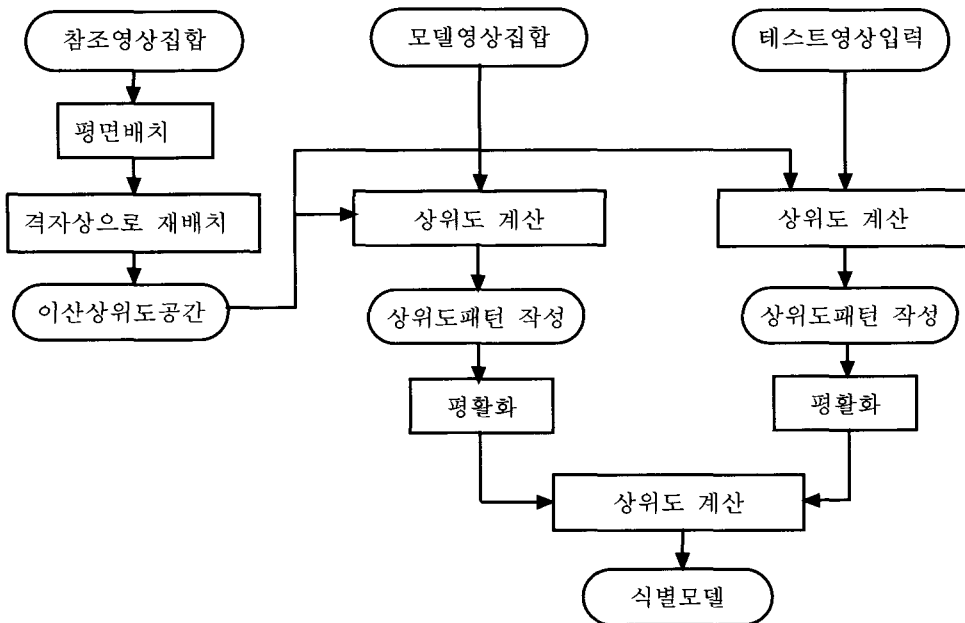 참조영상집합
모델영상집합
테스트영상입력
평면배치
격자상으로 재배치
상위도 계산
상위도 계산
이산상위도공간
상위도패턴 작성
상위도패턴 작성
평활화
평활화
상위도 계산
식별모델